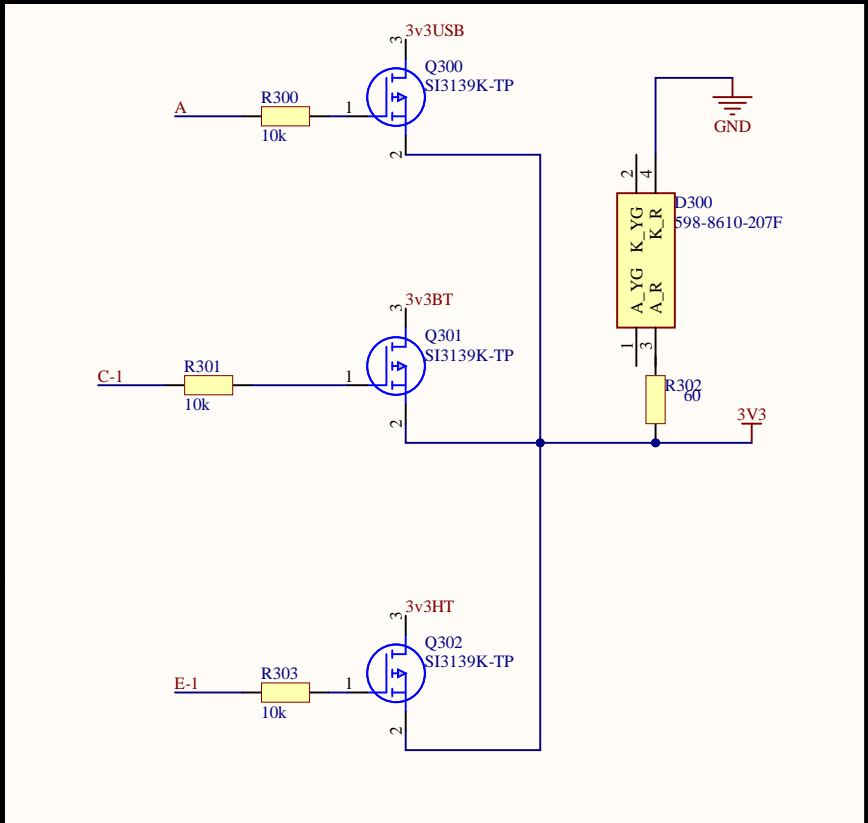 3v3USB
3
Q300
SI3139K-TP
A
R300
10k
1
2
GND
2
4
D300
598-8610-207F
K_YG
K_R
A_YG
A_R
1
3
3v3BT
3
Q301
SI3139K-TP
C-1
R301
10k
1
2
R302
60
3V3
3v3HT
3
Q302
SI3139K-TP
E-1
R303
10k
1
2